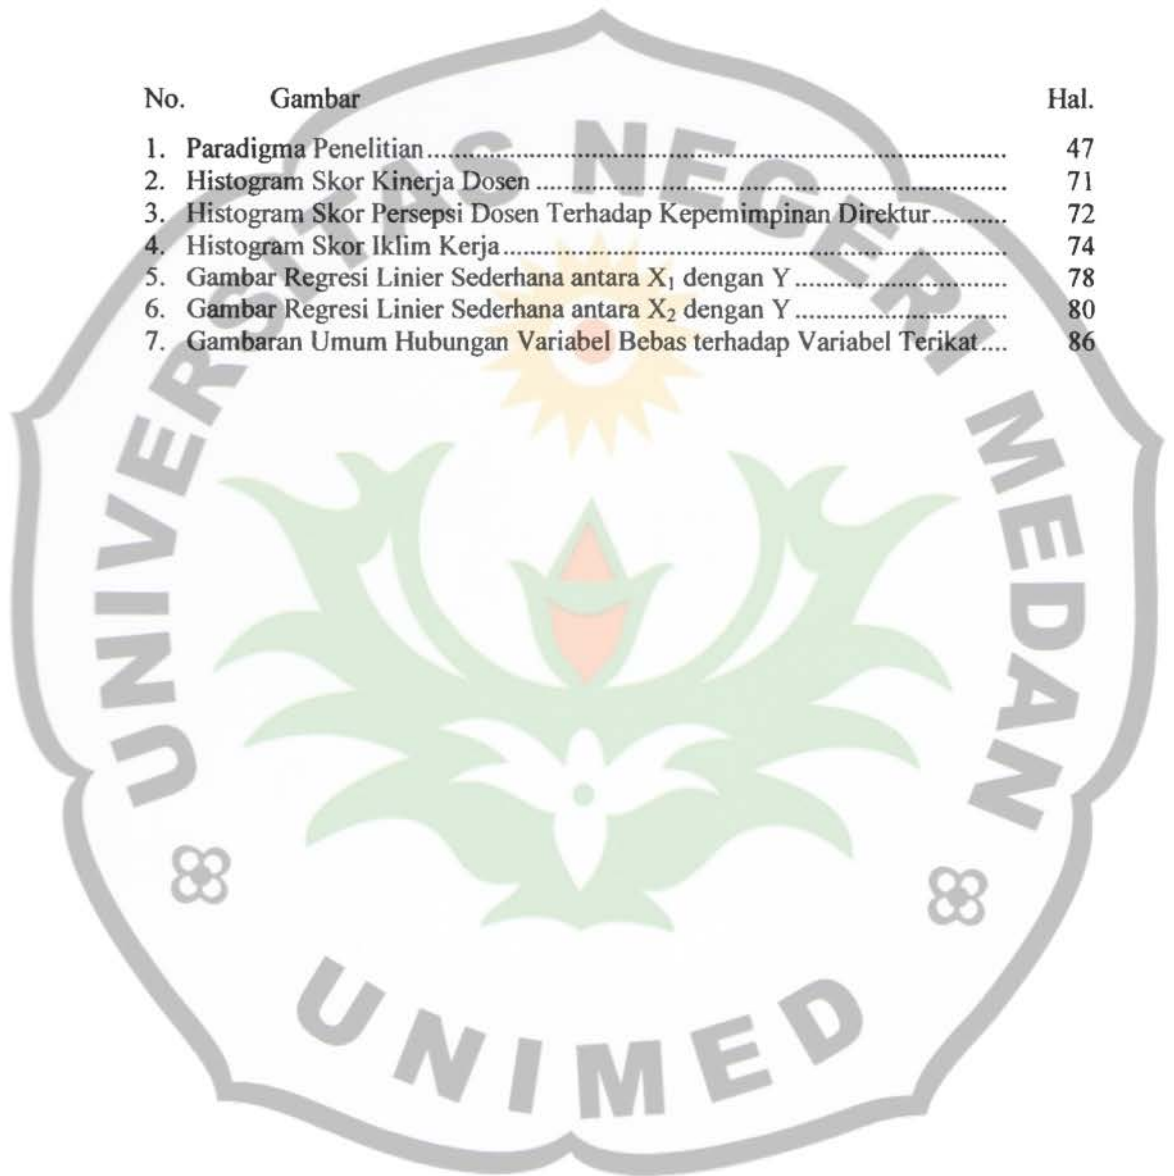 No. Gambar Hal.
1. Paradigma Penelitian........................................................................................ 47
2. Histogram Skor Kinerja Dosen ....................................................................... 71
3. Histogram Skor Persepsi Dosen Terhadap Kepemimpinan Direktur........... 72
4. Histogram Skor Iklim Kerja............................................................................. 74
5. Gambar Regresi Linier Sederhana antara X₁ dengan Y ................................ 78
6. Gambar Regresi Linier Sederhana antara X₂ dengan Y ................................ 80
7. Gambaran Umum Hubungan Variabel Bebas terhadap Variabel Terikat.... 86
UNIVERSITAS NEGERI MEDAN
UNIMED